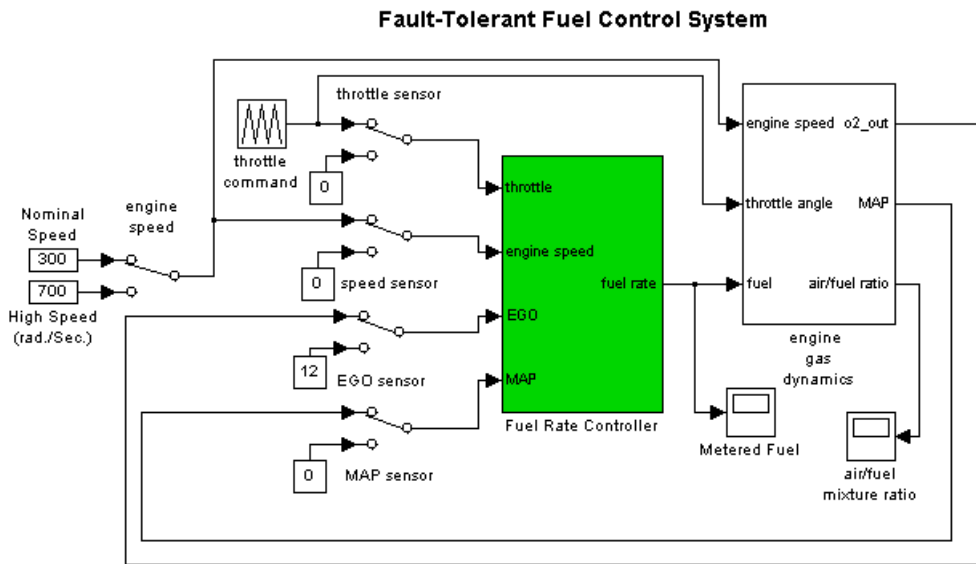 Fault-Tolerant Fuel Control System
throttle sensor
throttle
command
0
engine speed
o2_out
throttle angle
MAP
fuel
air/fuel ratio
engine
gas
dynamics
Nominal
Speed
300
700
High Speed
(rad./Sec.)
engine
speed
0
speed sensor
12
EGO sensor
0
MAP sensor
throttle
engine speed
fuel rate
EGO
MAP
Fuel Rate Controller
Metered Fuel
air/fuel
mixture ratio